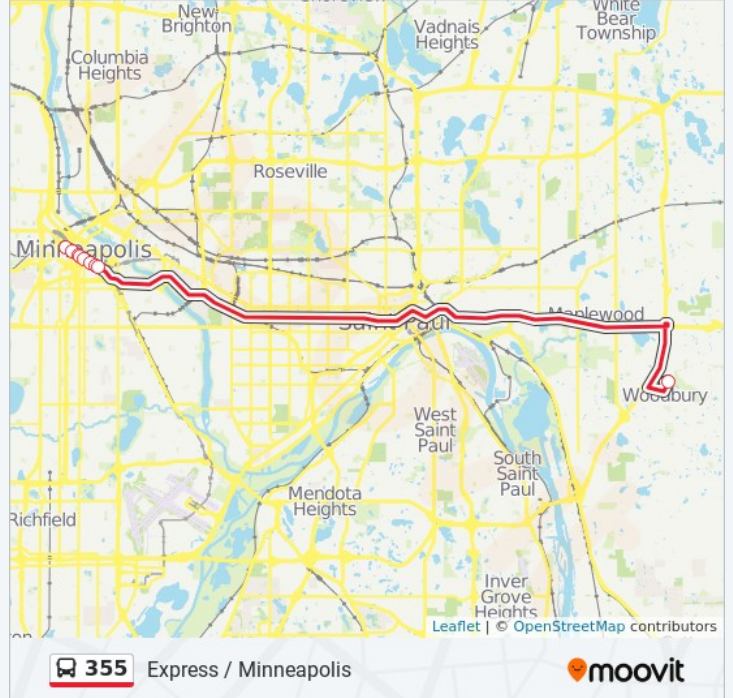 White
Bear
Township
New
Brighton
Vadnais
Heights
Columbia
Heights
Roseville
Minneapolis
Maplewood
Saint Paul
Woodbury
West
Saint
Paul
South
Saint
Paul
Mendota
Heights
Richfield
Inver
Grove
Heights
Leaflet | © OpenStreetMap contributors
355 Express / Minneapolis
moovit